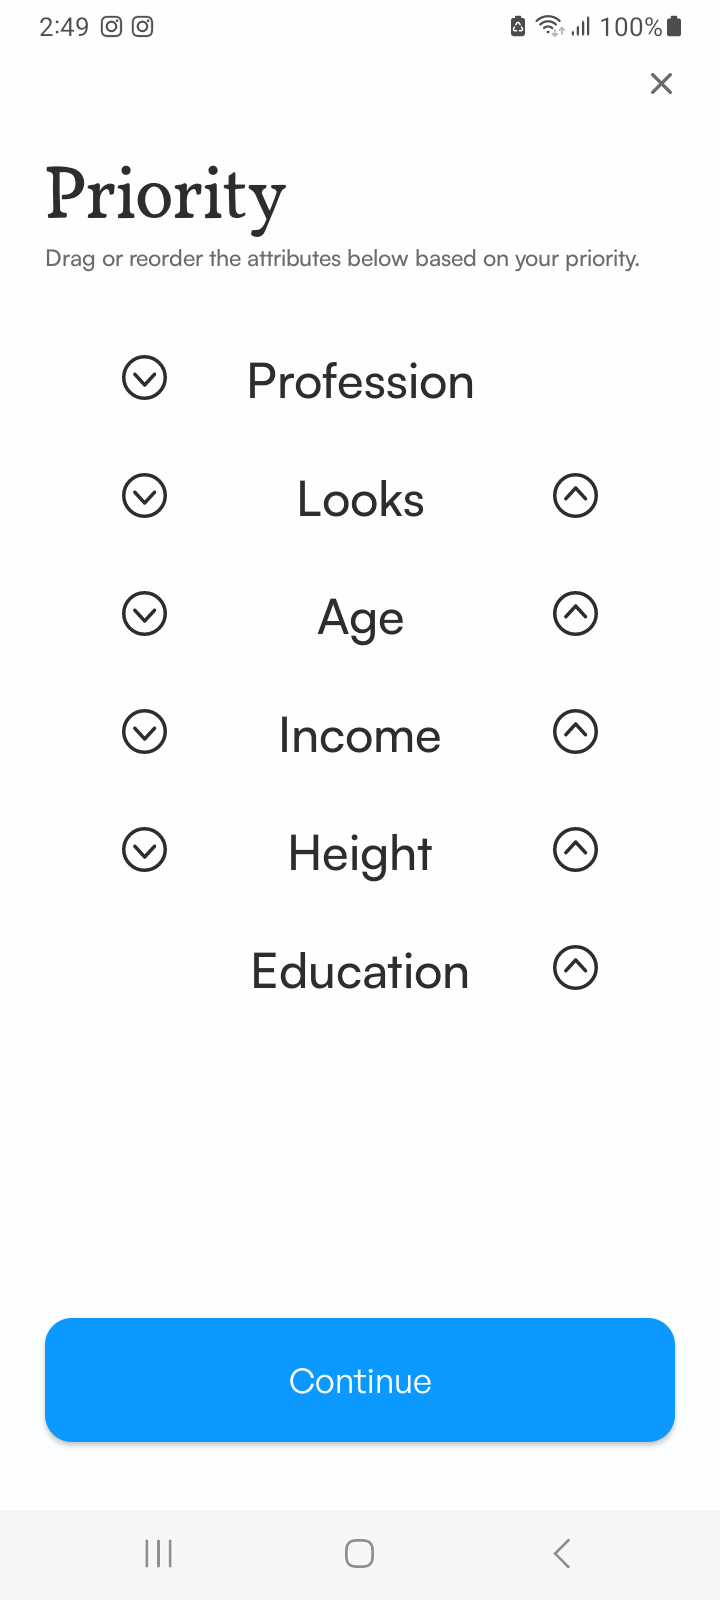 2:49 100%
Priority
Drag or reorder the attributes below based on your priority.
Profession
Looks
Age
Income
Height
Education
Continue